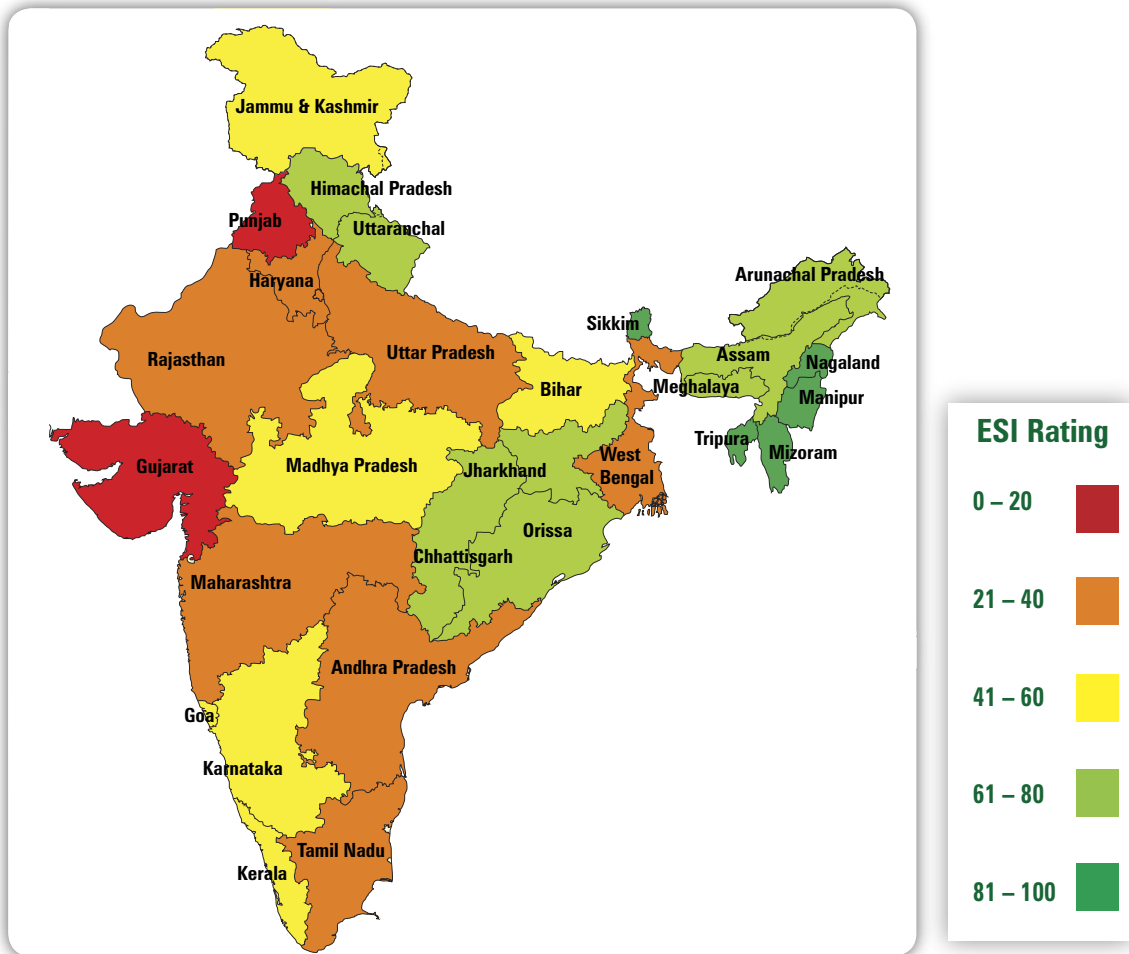 Jammu & Kashmir
Himachal Pradesh
Punjab
Uttaranchal
Haryana
Arunachal Pradesh
Sikkim
Rajasthan
Uttar Pradesh
Assam
Nagaland
Bihar
Meghalaya
Manipur
Tripura
Mizoram
Gujarat
Madhya Pradesh
Jharkhand
West
Bengal
Orissa
Chhattisgarh
Maharashtra
Andhra Pradesh
Goa
Karnataka
Tamil Nadu
Kerala
ESI Rating
0 – 20
21 – 40
41 – 60
61 – 80
81 – 100